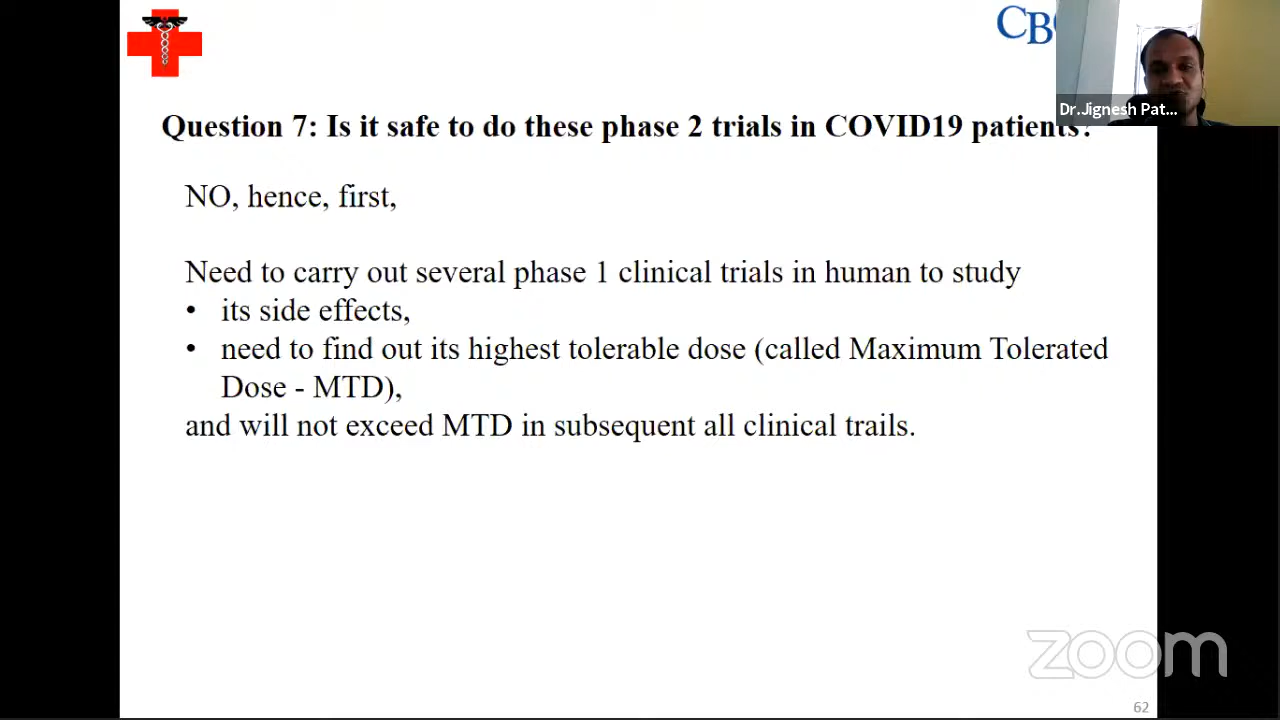 CB
Dr.Jignesh Pat...
Question 7: Is it safe to do these phase 2 trials in COVID19 patients?
NO, hence, first,
Need to carry out several phase 1 clinical trials in human to study
• its side effects,
• need to find out its highest tolerable dose (called Maximum Tolerated
Dose - MTD),
and will not exceed MTD in subsequent all clinical trails.
zoom
62